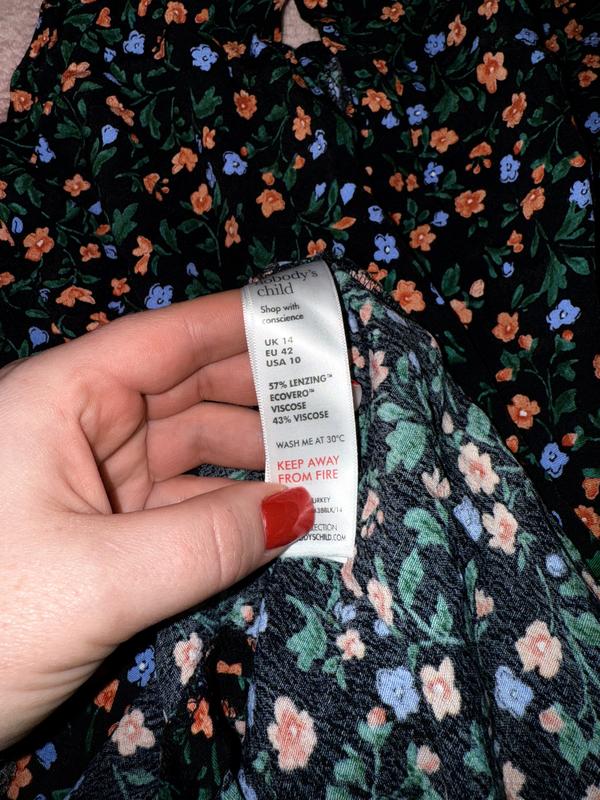 nobody's
child
Shop with
conscience
UK 14
EU 42
USA 10
57% LENZING™
ECOVERO™
VISCOSE
43% VISCOSE
WASH ME AT 30°C
KEEP AWAY
FROM FIRE